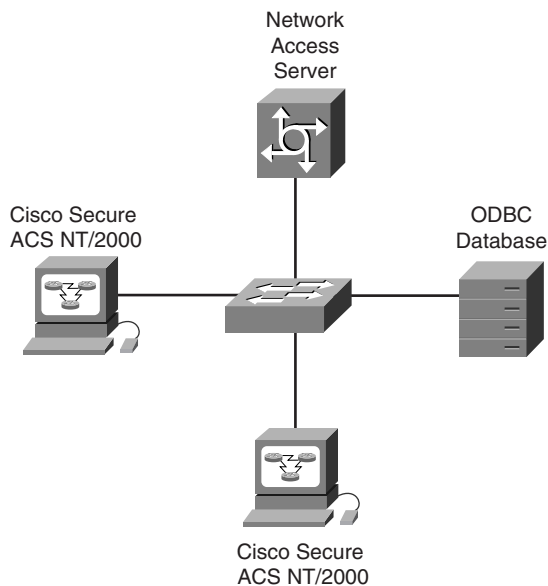 Network
Access
Server
Cisco Secure
ACS NT/2000
ODBC
Database
Cisco Secure
ACS NT/2000